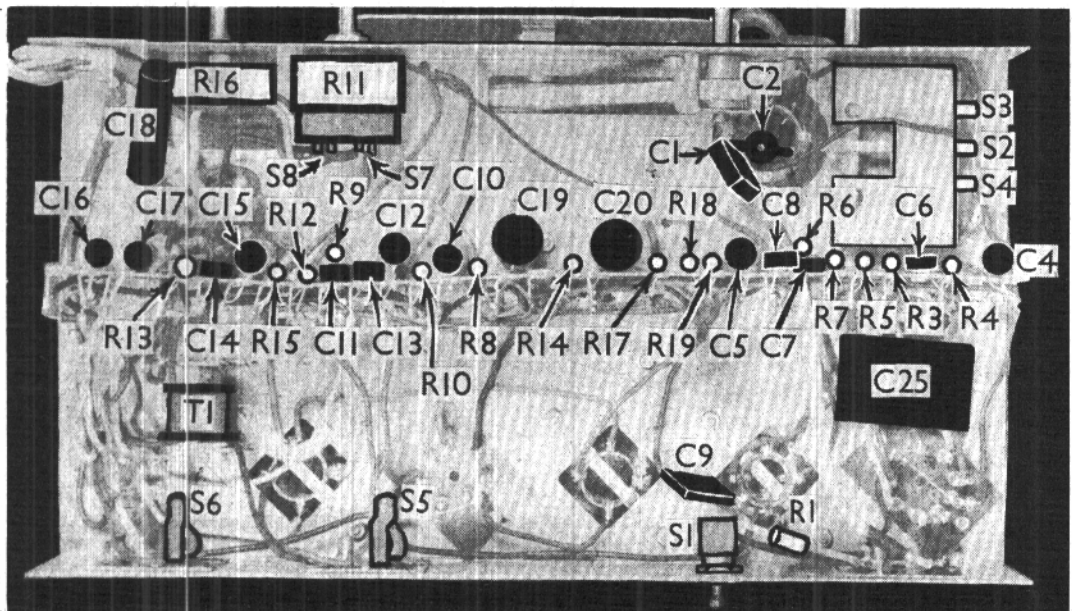 R16 R11 C2
C18 S3
S2
C1
S8 S7 S4
C16 C17 C15 R12 R9 C12 C10 C19 C20 R18 C8 R6 C6
C4
R13 C14 R15 C11 C13 R8 R14 R17 R19 C5 C7 R7 R5 R3 R4
R10
C25
T1
C9
S6 S5 R1
S1